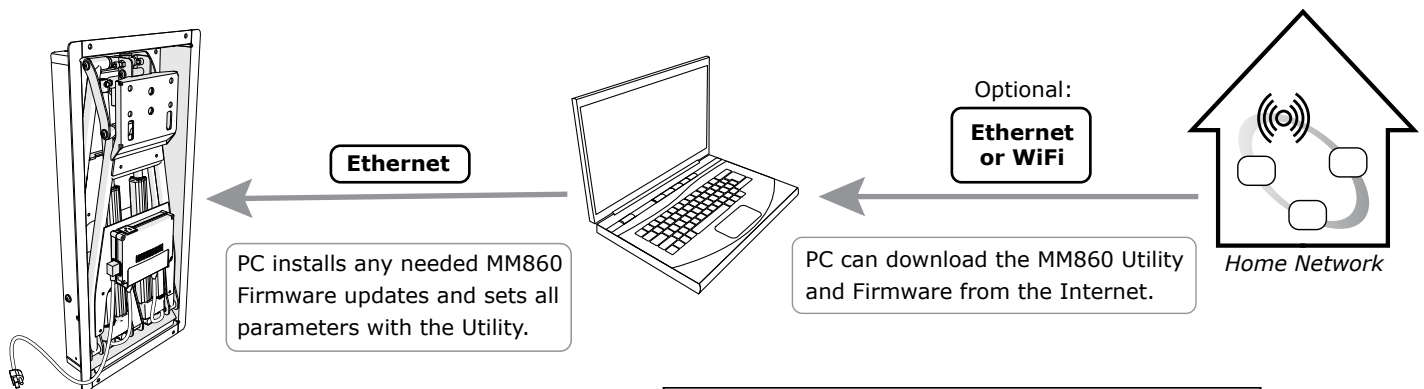 Ethernet
PC installs any needed MM860
Firmware updates and sets all
parameters with the Utility.
Optional:
Ethernet
or WiFi
PC can download the MM860 Utility
and Firmware from the Internet.
Home Network